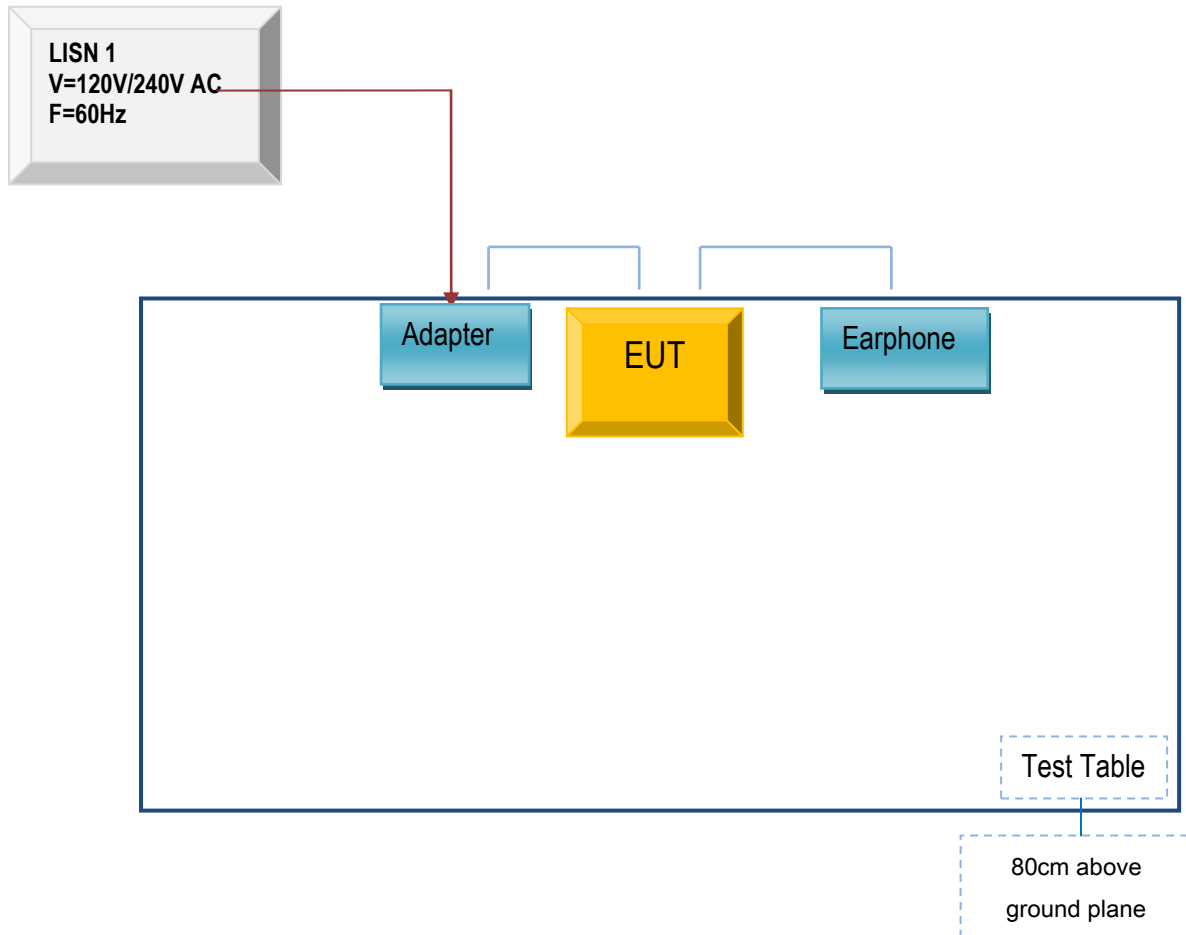 LISN 1
V=120V/240V AC
F=60Hz
Adapter
EUT
Earphone
Test Table
80cm above
ground plane